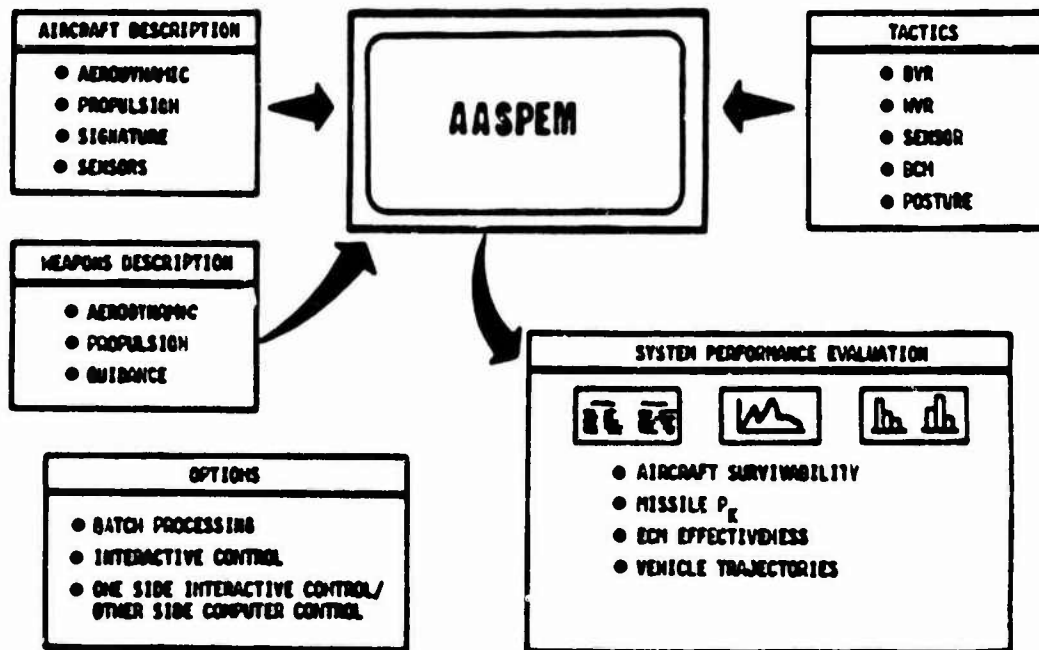 AIRCRAFT DESCRIPTION
● AERODYNAMIC
● PROPULSION
● SIGNATURE
● SENSORS
AASPEM
TACTICS
● BVR
● WVR
● SENSOR
● ECM
● POSTURE
WEAPONS DESCRIPTION
● AERODYNAMIC
● PROPULSION
● GUIDANCE
SYSTEM PERFORMANCE EVALUATION
● AIRCRAFT SURVIVABILITY
● MISSILE PK
● ECM EFFECTIVENESS
● VEHICLE TRAJECTORIES
OPTIONS
● BATCH PROCESSING
● INTERACTIVE CONTROL
● ONE SIDE INTERACTIVE CONTROL/
OTHER SIDE COMPUTER CONTROL